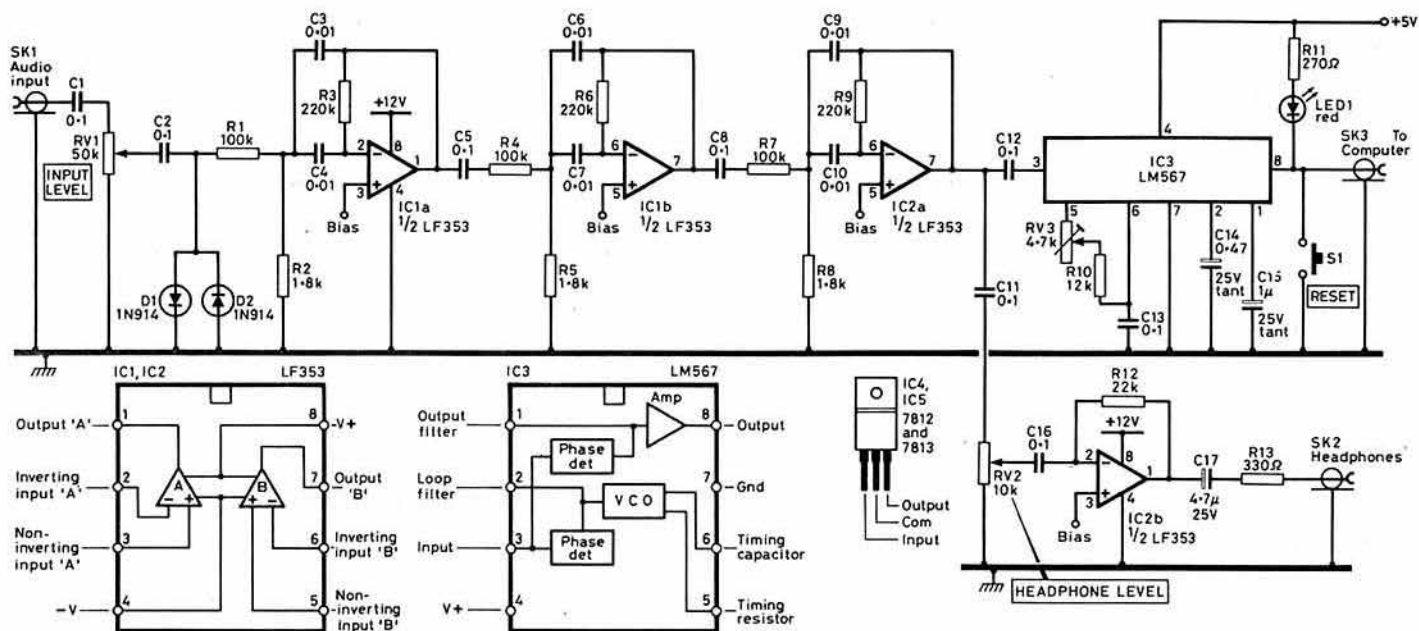 SK1
Audio
input
C1
0·1
RV1
50k
INPUT
LEVEL
C2
0·1
R1
100k
D1
1N914
D2
1N914
R2
1·8k
C3
0·01
R3
220k
C4
0·01
+12V
2
8
1
3
4
Bias
IC1a
1/2 LF353
C5
0·1
R4
100k
C6
0·01
R6
220k
C7
0·01
R5
1·8k
6
7
5
Bias
IC1b
1/2 LF353
C8
0·1
R7
100k
C9
0·01
R9
220k
C10
0·01
R8
1·8k
6
7
5
Bias
IC2a
1/2 LF353
C12
0·1
C11
0·1
3
4
IC3
LM567
8
5
6
7
2
1
RV3
4·7k
R10
12k
C13
0·1
C14
0·47
25V
tant
C15
1µ
25V
tant
+5V
R11
270Ω
LED1
red
SK3 To
Computer
S1
RESET
IC1, IC2 LF353
Output 'A'
1
8
V+
Inverting
input 'A'
2
7
Output
'B'
A
B
Non-
inverting
input 'A'
3
6
Inverting
input 'B'
-V
4
5
Non-
inverting
input 'B'
IC3 LM567
Output
filter
1
Amp
8
Output
Phase
det
Loop
filter
2
7
Gnd
VCO
Input
3
Phase
det
6
Timing
capacitor
V+
4
5
Timing
resistor
IC4,
IC5
7812
and
7813
Output
Com
Input
RV2
10k
C16
0·1
R12
22k
+12V
2
8
1
3
4
Bias
IC2b
1/2 LF353
C17
4·7µ
25V
R13
330Ω
SK2
Headphones
HEADPHONE LEVEL